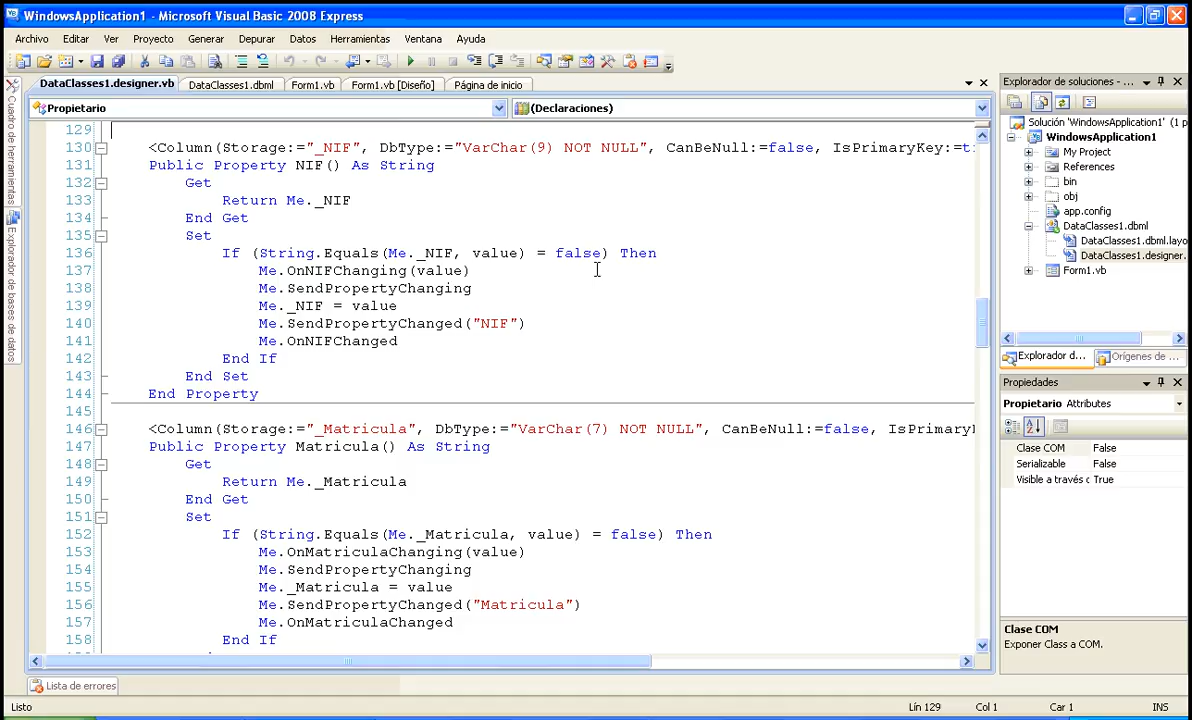 WindowsApplication1 - Microsoft Visual Basic 2008 Express
Archivo Editar Ver Proyecto Generar Depurar Datos Herramientas Ventana Ayuda
DataClasses1.designer.vb DataClasses1.dbml Form1.vb Form1.vb [Diseño] Página de inicio
Propietario (Declaraciones)
Cuadro de herramientas
Explorador de bases de datos
129
130 <Column(Storage:="_NIF", DbType:="VarChar(9) NOT NULL", CanBeNull:=false, IsPrimaryKey:=t
131 Public Property NIF() As String
132 Get
133 Return Me._NIF
134 End Get
135 Set
136 If (String.Equals(Me._NIF, value) = false) Then
137 Me.OnNIFChanging(value)
138 Me.SendPropertyChanging
139 Me._NIF = value
140 Me.SendPropertyChanged("NIF")
141 Me.OnNIFChanged
142 End If
143 End Set
144 End Property
145
146 <Column(Storage:="_Matricula", DbType:="VarChar(7) NOT NULL", CanBeNull:=false, IsPrimaryK
147 Public Property Matricula() As String
148 Get
149 Return Me._Matricula
150 End Get
151 Set
152 If (String.Equals(Me._Matricula, value) = false) Then
153 Me.OnMatriculaChanging(value)
154 Me.SendPropertyChanging
155 Me._Matricula = value
156 Me.SendPropertyChanged("Matricula")
157 Me.OnMatriculaChanged
158 End If
Lista de errores
Listo Lín 129 Col 1 Car 1 INS
Explorador de soluciones - ...
Solución 'WindowsApplication1' (1 p
WindowsApplication1
My Project
References
bin
obj
app.config
DataClasses1.dbml
DataClasses1.dbml.layo
DataClasses1.designer.
Form1.vb
Explorador d... Orígenes de ...
Propiedades
Propietario Attributes
Clase COM False
Serializable False
Visible a través c True
Clase COM
Exponer Class a COM.